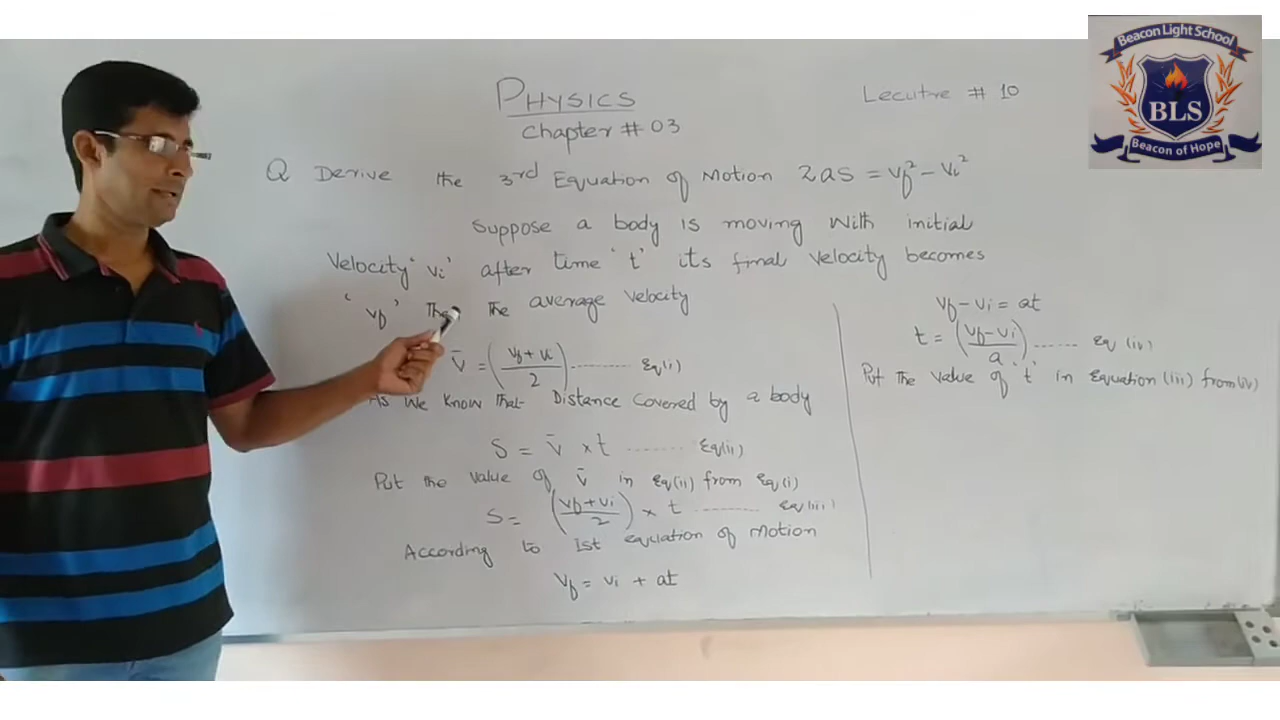 PHYSICS
Lecutre # 10
Chapter # 03
Q Derive the 3rd Equation of Motion 2as = vf² - vi²
Suppose a body is moving With initial
Velocity 'vi' after time 't' its final Velocity becomes
'vf' The the average Velocity
v̄ = (vf + vi / 2) ........ Eq(i)
As We know That Distance Covered by a body
S = v̄ × t ........ Eq(ii)
Put the value of v̄ in Eq(ii) from Eq(i)
S = (vf + vi / 2) × t ........ Eq(iii)
According to 1st equation of Motion
vf = vi + at
vf - vi = at
t = (vf - vi / a) ...... Eq (iv)
Put The Value of 't' in Equation (iii) from (iv)
Beacon Light School
BLS
Beacon of Hope